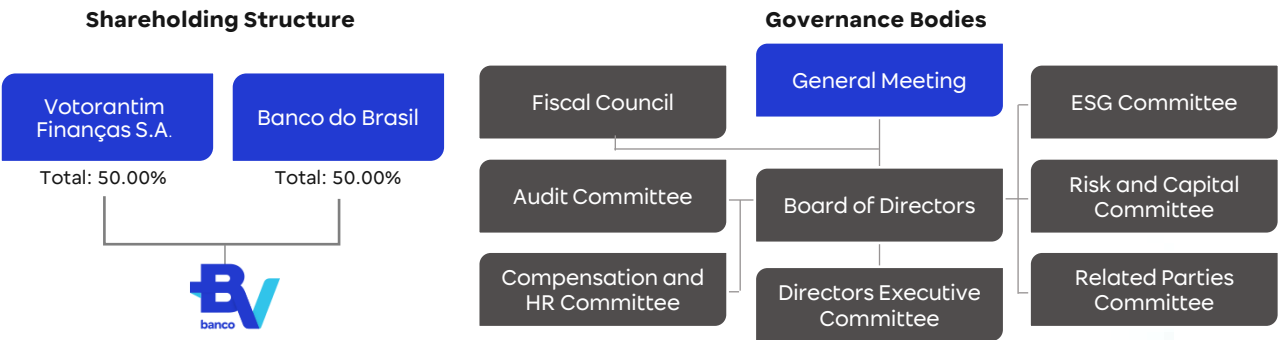 Shareholding Structure
Votorantim
Finanças S.A.
Total: 50.00%
Banco do Brasil
Total: 50.00%
BV
banco
Governance Bodies
Fiscal Council
General Meeting
ESG Committee
Audit Committee
Board of Directors
Risk and Capital
Committee
Compensation and
HR Committee
Directors Executive
Committee
Related Parties
Committee